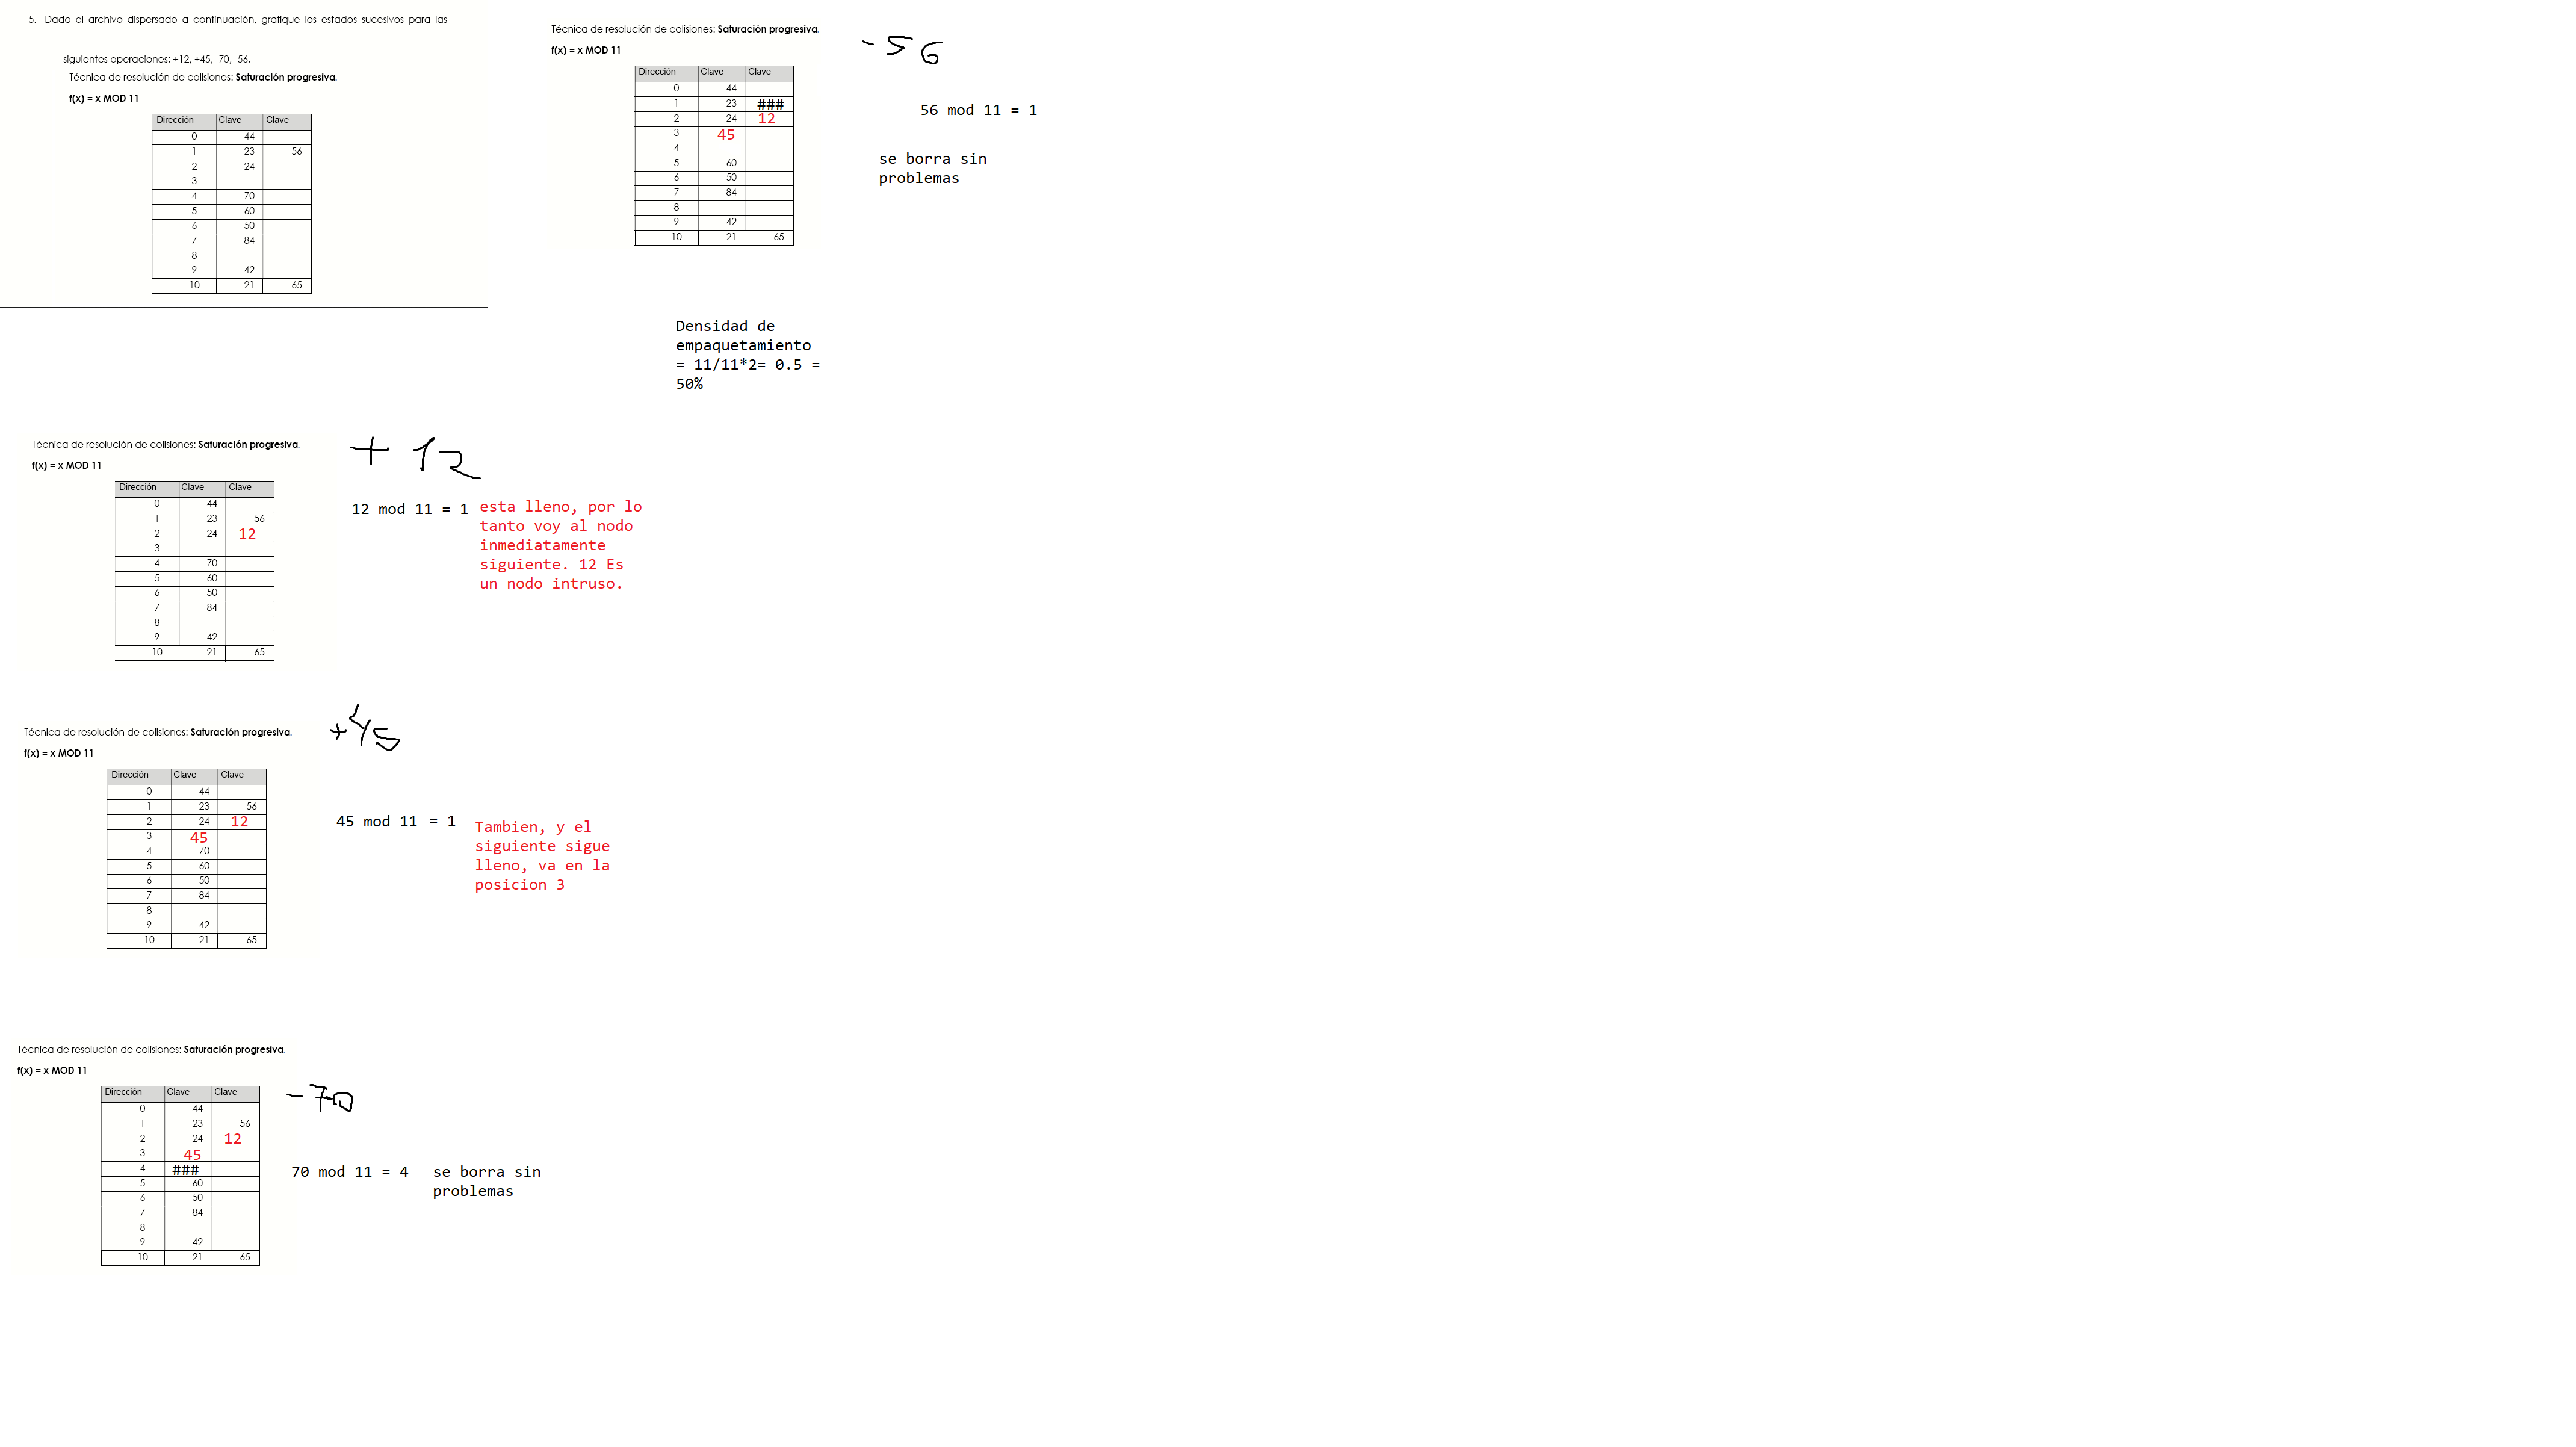 5. Dado el archivo dispersado a continuación, grafique los estados sucesivos para las
siguientes operaciones: +12, +45, -70, -56.
Técnica de resolución de colisiones: Saturación progresiva.
f(x) = x MOD 11
Dirección Clave Clave
0 44
1 23 56
2 24
3
4 70
5 60
6 50
7 84
8
9 42
10 21 65
Técnica de resolución de colisiones: Saturación progresiva.
f(x) = x MOD 11
-56
Dirección Clave Clave
0 44
1 23 ###
2 24 12
3 45
4
5 60
6 50
7 84
8
9 42
10 21 65
56 mod 11 = 1
se borra sin
problemas
Densidad de
empaquetamiento
= 11/11*2= 0.5 =
50%
Técnica de resolución de colisiones: Saturación progresiva.
f(x) = x MOD 11
+12
Dirección Clave Clave
0 44
1 23 56
2 24 12
3
4 70
5 60
6 50
7 84
8
9 42
10 21 65
12 mod 11 = 1
esta lleno, por lo
tanto voy al nodo
inmediatamente
siguiente. 12 Es
un nodo intruso.
Técnica de resolución de colisiones: Saturación progresiva.
f(x) = x MOD 11
+45
Dirección Clave Clave
0 44
1 23 56
2 24 12
3 45
4 70
5 60
6 50
7 84
8
9 42
10 21 65
45 mod 11 = 1
Tambien, y el
siguiente sigue
lleno, va en la
posicion 3
Técnica de resolución de colisiones: Saturación progresiva.
f(x) = x MOD 11
-70
Dirección Clave Clave
0 44
1 23 56
2 24 12
3 45
4 ###
5 60
6 50
7 84
8
9 42
10 21 65
70 mod 11 = 4
se borra sin
problemas